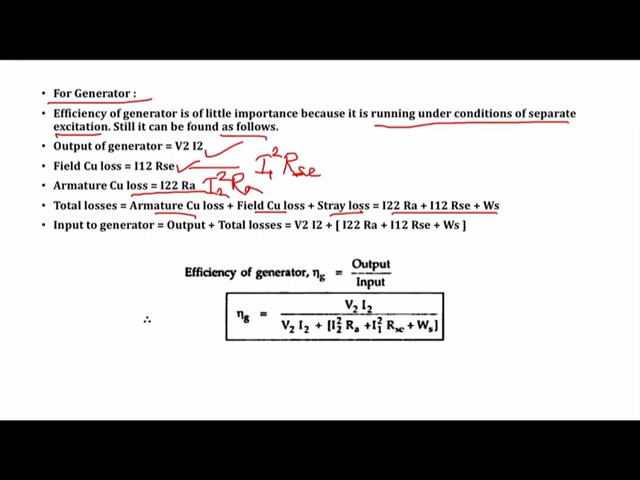 • For Generator :
• Efficiency of generator is of little importance because it is running under conditions of separate
excitation. Still it can be found as follows.
• Output of generator = V2 I2
• Field Cu loss = I12 Rse I₁² Rse
• Armature Cu loss = I22 Ra I₂² Ra
• Total losses = Armature Cu loss + Field Cu loss + Stray loss = I22 Ra + I12 Rse + Ws
• Input to generator = Output + Total losses = V2 I2 + [ I22 Ra + I12 Rse + Ws ]
Efficiency of generator, ηg = Output / Input
∴ ηg = V₂ I₂ / V₂ I₂ + [I₂² Ra + I₁² Rse + Ws]